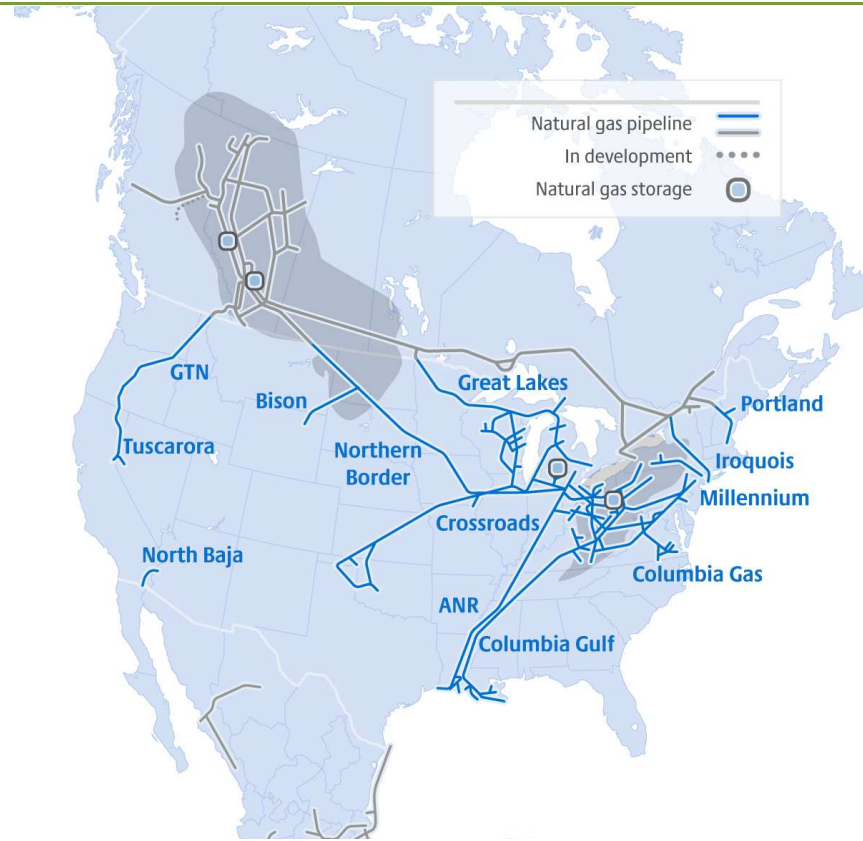 Natural gas pipeline
In development
Natural gas storage
GTN
Great Lakes
Bison
Portland
Tuscarora
Northern
Border
Iroquois
Millennium
Crossroads
North Baja
Columbia Gas
ANR
Columbia Gulf